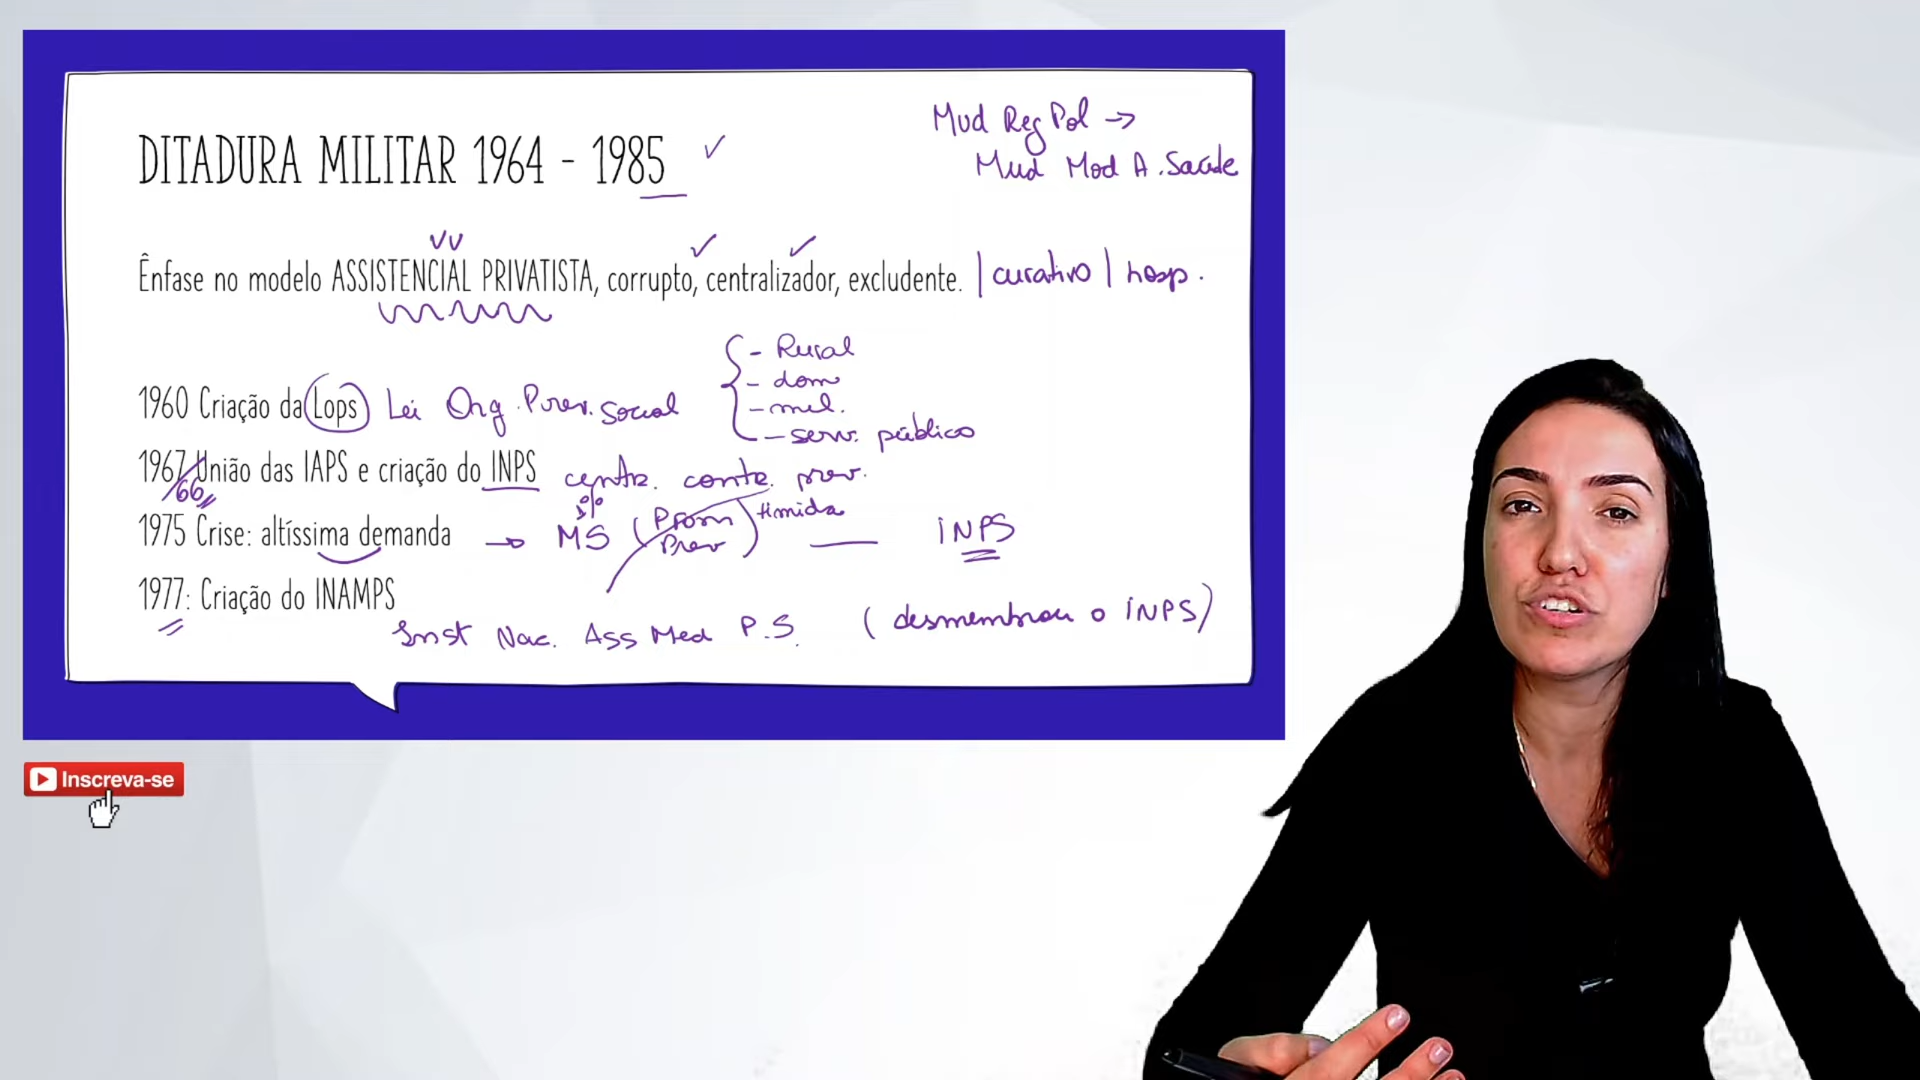 Mud Reg Pol →
Mud Mod A. Saúde
DITADURA MILITAR 1964 - 1985 ✓
Ênfase no modelo ASSISTENCIAL PRIVATISTA, corrupto, centralizador, excludente. | curativo | hosp.
- Rural
- dom
- mil.
- serv. público
1960 Criação da Lops Lei Org. Prev. Social
1967 União das IAPS e criação do INPS centr. contr. prev.
/66
1975 Crise: altíssima demanda → MS (Prom Prev) tímida — INPS
1977: Criação do INAMPS
Inst Nac. Ass Med P.S. (desmembrou o INPS)
Inscreva-se